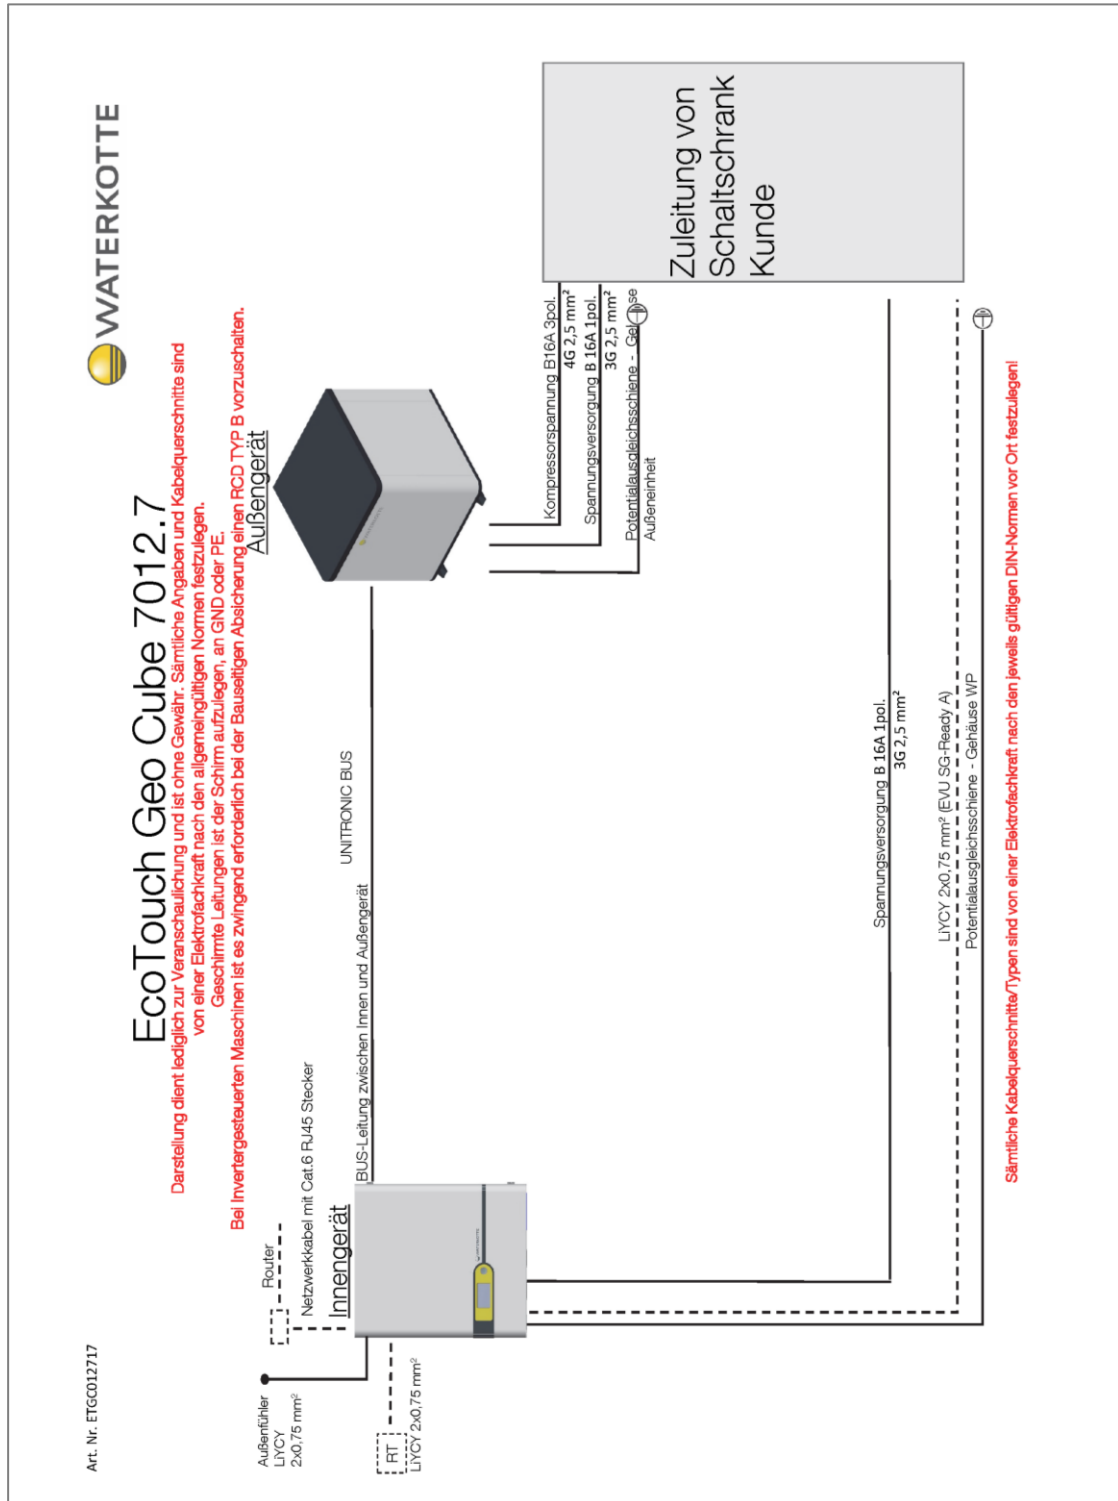 Art. Nr. ETGC012717
WATERKOTTE
EcoTouch Geo Cube 7012.7
Darstellung dient lediglich zur Veranschaulichung und ist ohne Gewähr. Sämtliche Angaben und Kabelquerschnitte sind
von einer Elektrofachkraft nach den allgemeingültigen Normen festzulegen.
Geschirmte Leitungen ist der Schirm aufzulegen, an GND oder PE.
Bei Invertergesteuerten Maschinen ist es zwingend erforderlich bei der Bauseitigen Absicherung einen RCD TYP B vorzuschalten.
Außenfühler
LiYCY
2x0,75 mm²
Router
Netzwerkkabel mit Cat.6 RJ45 Stecker
Innengerät
RT
LiYCY 2x0,75 mm²
BUS-Leitung zwischen Innen und Außengerät
UNITRONIC BUS
Außengerät
Kompressorspannung B16A 3pol.
4G 2,5 mm²
Spannungsversorgung B 16A 1pol.
3G 2,5 mm²
Potentialausgleichsschiene -
Außeneinheit
Zuleitung von
Schaltschrank
Kunde
Spannungsversorgung B 16A 1pol.
3G 2,5 mm²
LiYCY 2x0,75 mm² (EVU SG-Ready A)
Potentialausgleichsschiene - Gehäuse WP
Sämtliche Kabelquerschnitte/Typen sind von einer Elektrofachkraft nach den jeweils gültigen DIN-Normen vor Ort festzulegen!